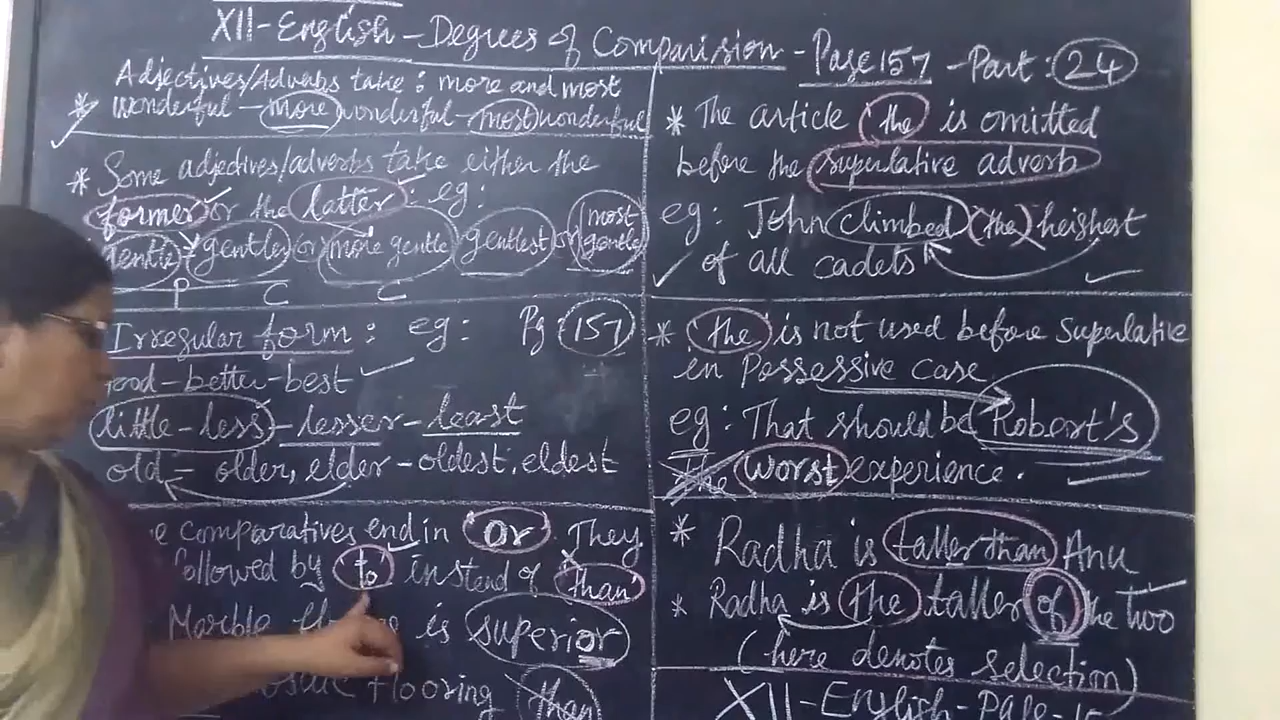 XII-English-Degrees of Comparision - Page 157 - Part: 24
Adjectives/Adverbs take: more and most
* wonderful - more wonderful - most wonderful
* Some adjectives/adverbs take either the
former or the latter: eg:
gentle - gentler or more gentle gentlest or most gentle
P C C
Irregular form: eg: Pg 157
good - better - best
little - less - lesser - least
old - older, elder - oldest, eldest
comparatives end in or. They
followed by to instead of than
Marble is superior
flooring than
* The article the is omitted
before the superlative adverb
eg: John climbed (the) heighest
of all cadets
* the is not used before Superlative
in Possessive case
eg: That should be Robert's
the worst experience.
* Radha is taller than Anu
* Radha is the taller of the two
(here denotes selection)
XII-English-Page-15